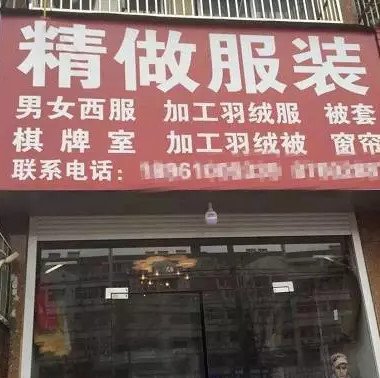 精做服装
男女西服 加工羽绒服 被套
棋牌室 加工羽绒被 窗帘
联系电话: